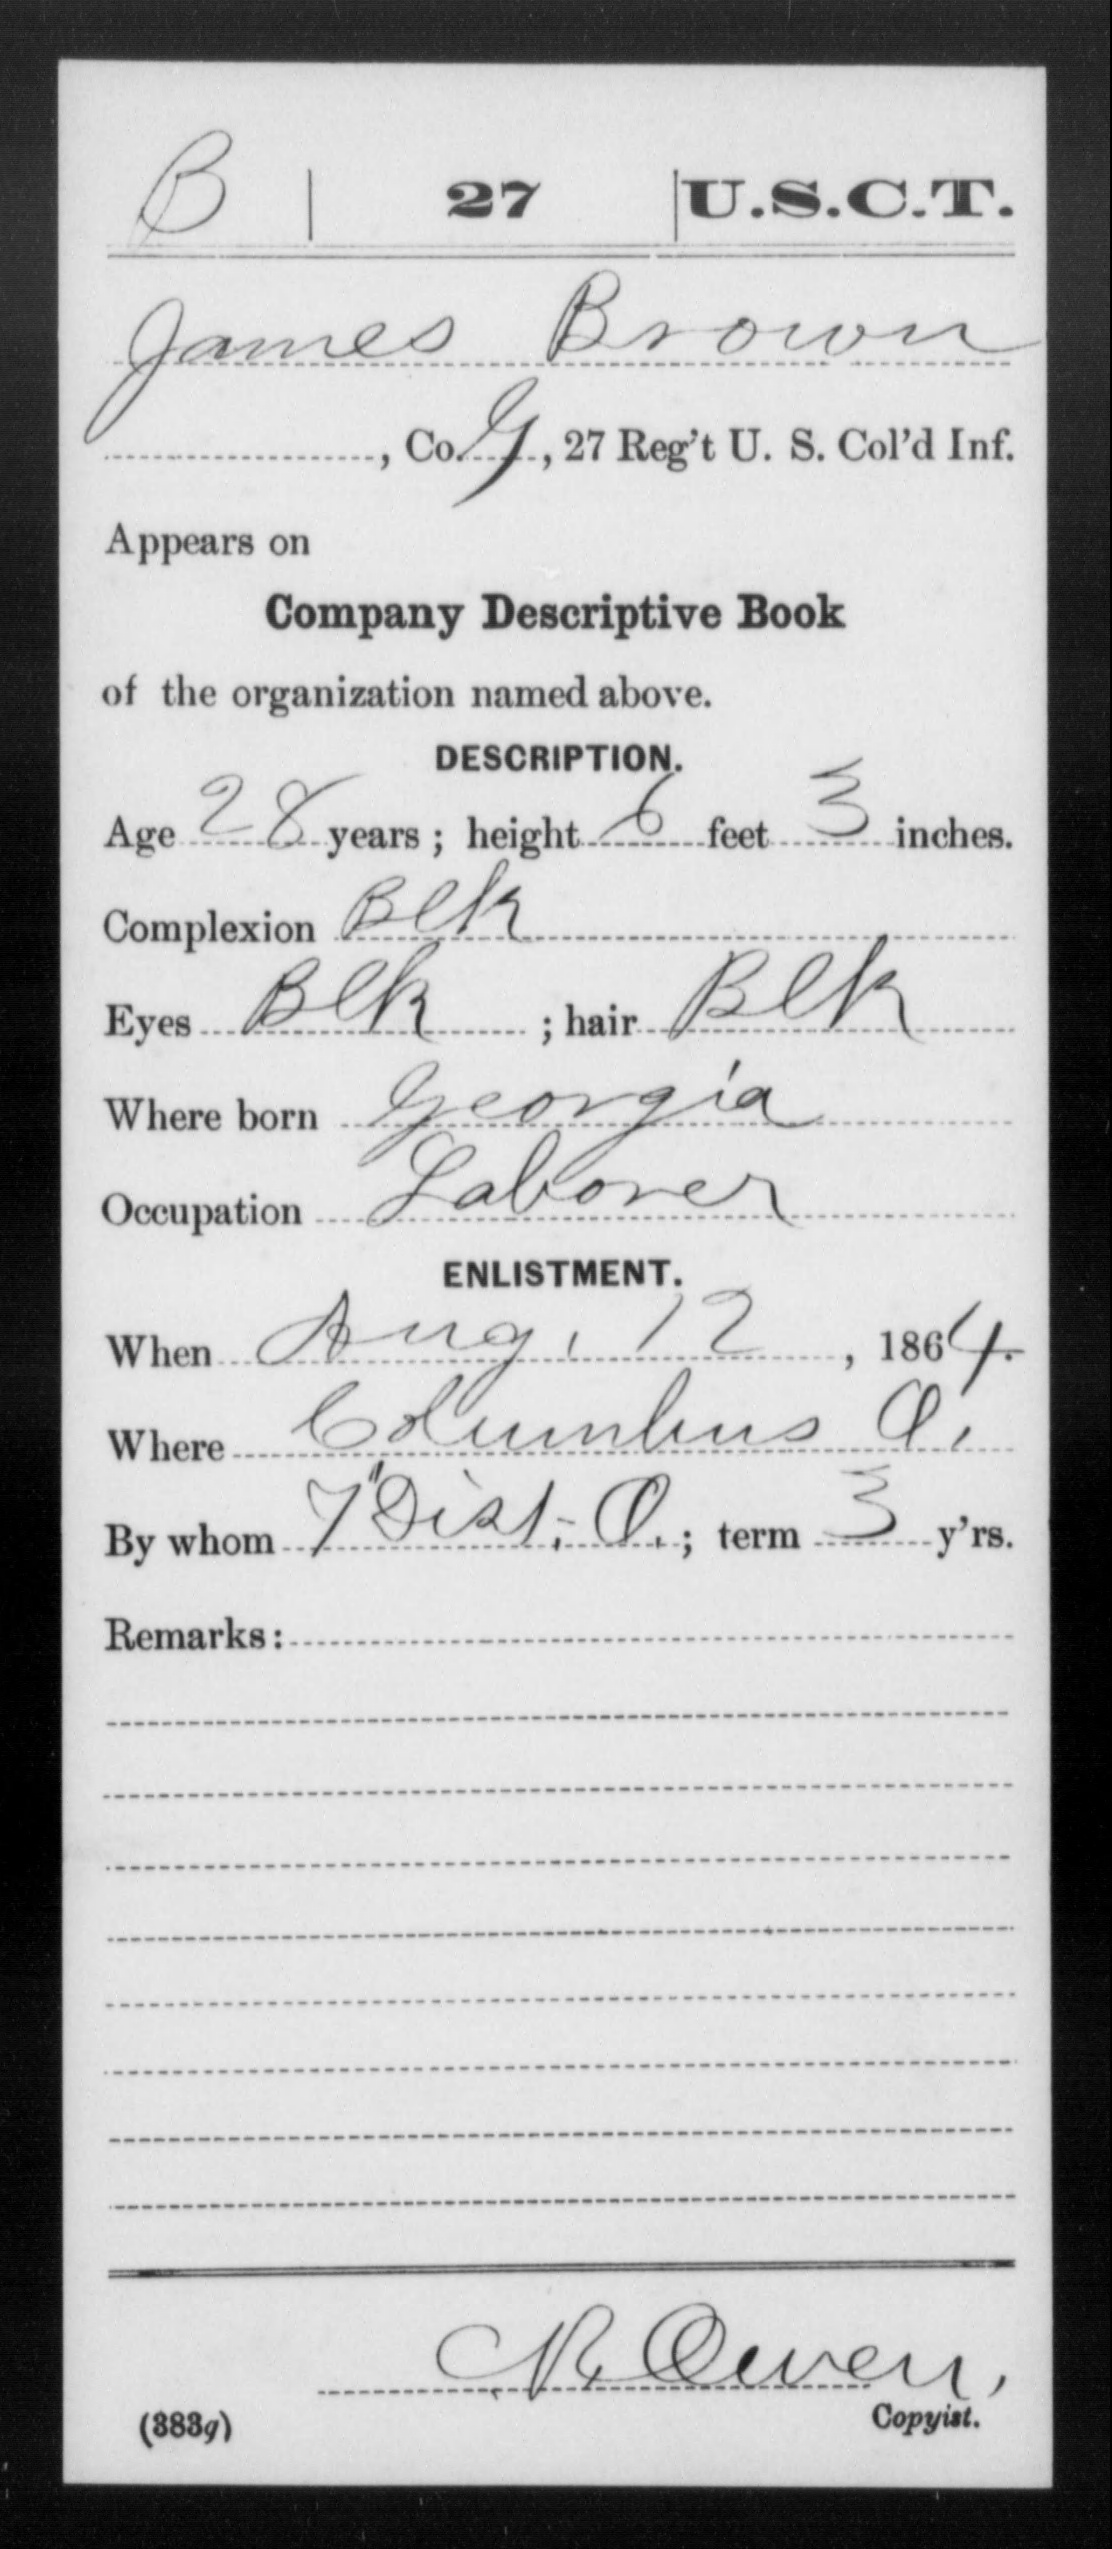 B | 27 | U.S.C.T.
James Brown
, Co. G, 27 Reg't U. S. Col'd Inf.
Appears on
Company Descriptive Book
of the organization named above.
DESCRIPTION.
Age 28 years; height 6 feet 3 inches.
Complexion Blk
Eyes Blk ; hair Blk
Where born Georgia
Occupation Laborer
ENLISTMENT.
When Aug. 12, 1864.
Where Columbus O.
By whom 7" Dist. O.; term 3 y'rs.
Remarks:
Owen,
(383g) Copyist.